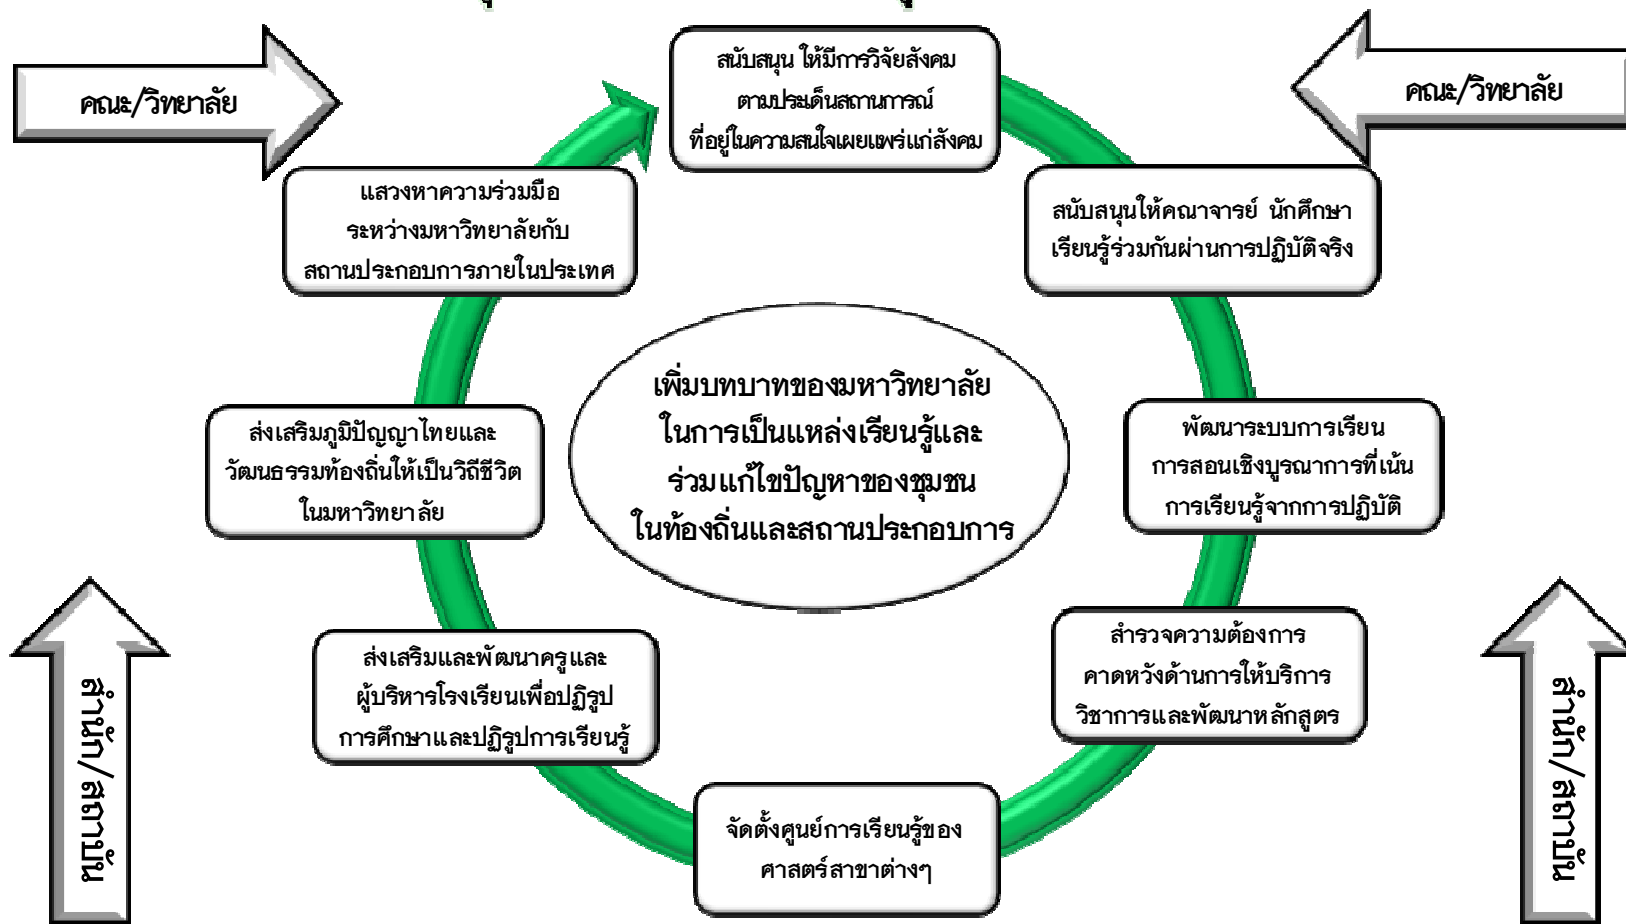 คณะ/วิทยาลัย
สนับสนุน ให้มีการวิจัยสังคม
ตามประเด็นสถานการณ์
ที่อยู่ในความสนใจเผยแพร่แก่สังคม
คณะ/วิทยาลัย
แสวงหาความร่วมมือ
ระหว่างมหาวิทยาลัยกับ
สถานประกอบการภายในประเทศ
สนับสนุนให้คณาจารย์ นักศึกษา
เรียนรู้ร่วมกันผ่านการปฏิบัติจริง
เพิ่มบทบาทของมหาวิทยาลัย
ในการเป็นแหล่งเรียนรู้และ
ร่วมแก้ไขปัญหาของชุมชน
ในท้องถิ่นและสถานประกอบการ
ส่งเสริมภูมิปัญญาไทยและ
วัฒนธรรมท้องถิ่นให้เป็นวิถีชีวิต
ในมหาวิทยาลัย
พัฒนาระบบการเรียน
การสอนเชิงบูรณาการที่เน้น
การเรียนรู้จากการปฏิบัติ
ส่งเสริมและพัฒนาครูและ
ผู้บริหารโรงเรียนเพื่อปฏิรูป
การศึกษาและปฏิรูปการเรียนรู้
สำรวจความต้องการ
คาดหวังด้านการให้บริการ
วิชาการและพัฒนาหลักสูตร
จัดตั้งศูนย์การเรียนรู้ของ
ศาสตร์สาขาต่างๆ
สำนัก/สถาบัน
สำนัก/สถาบัน